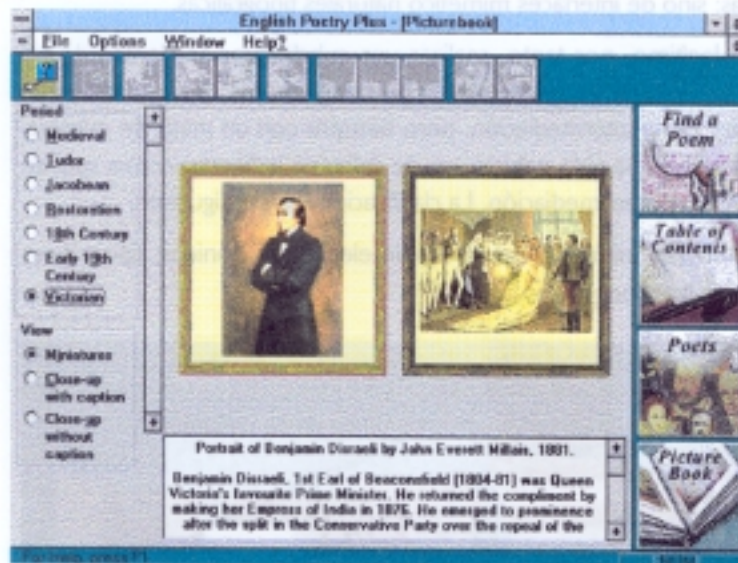 English Poetry Plus - [Picturebook]
File Options Window Help?
Period
Medieval
Tudor
Jacobean
Restoration
18th Century
Early 19th
Century
Victorian
View
Miniatures
Close-up
with caption
Close-up
without
caption
Portrait of Benjamin Disraeli by John Everett Millais, 1881.
Benjamin Disraeli, 1st Earl of Beaconsfield (1804-81) was Queen
Victoria's favourite Prime Minister. He returned the compliment by
making her Empress of India in 1876. He emerged to prominence
after the split in the Conservative Party over the repeal of the
Find a
Poem
Table of
Contents
Poets
Picture
Book
For help, press F1